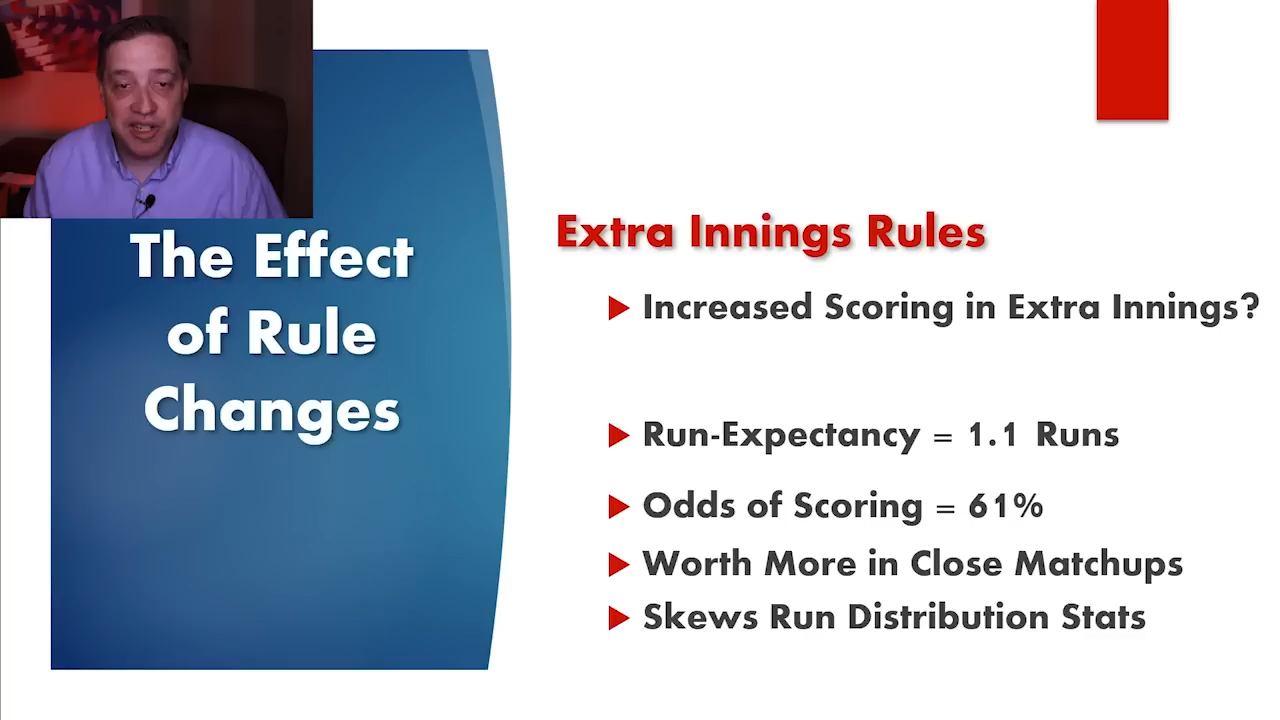 The Effect
of Rule
Changes
Extra Innings Rules
Increased Scoring in Extra Innings?
Run-Expectancy = 1.1 Runs
Odds of Scoring = 61%
Worth More in Close Matchups
Skews Run Distribution Stats